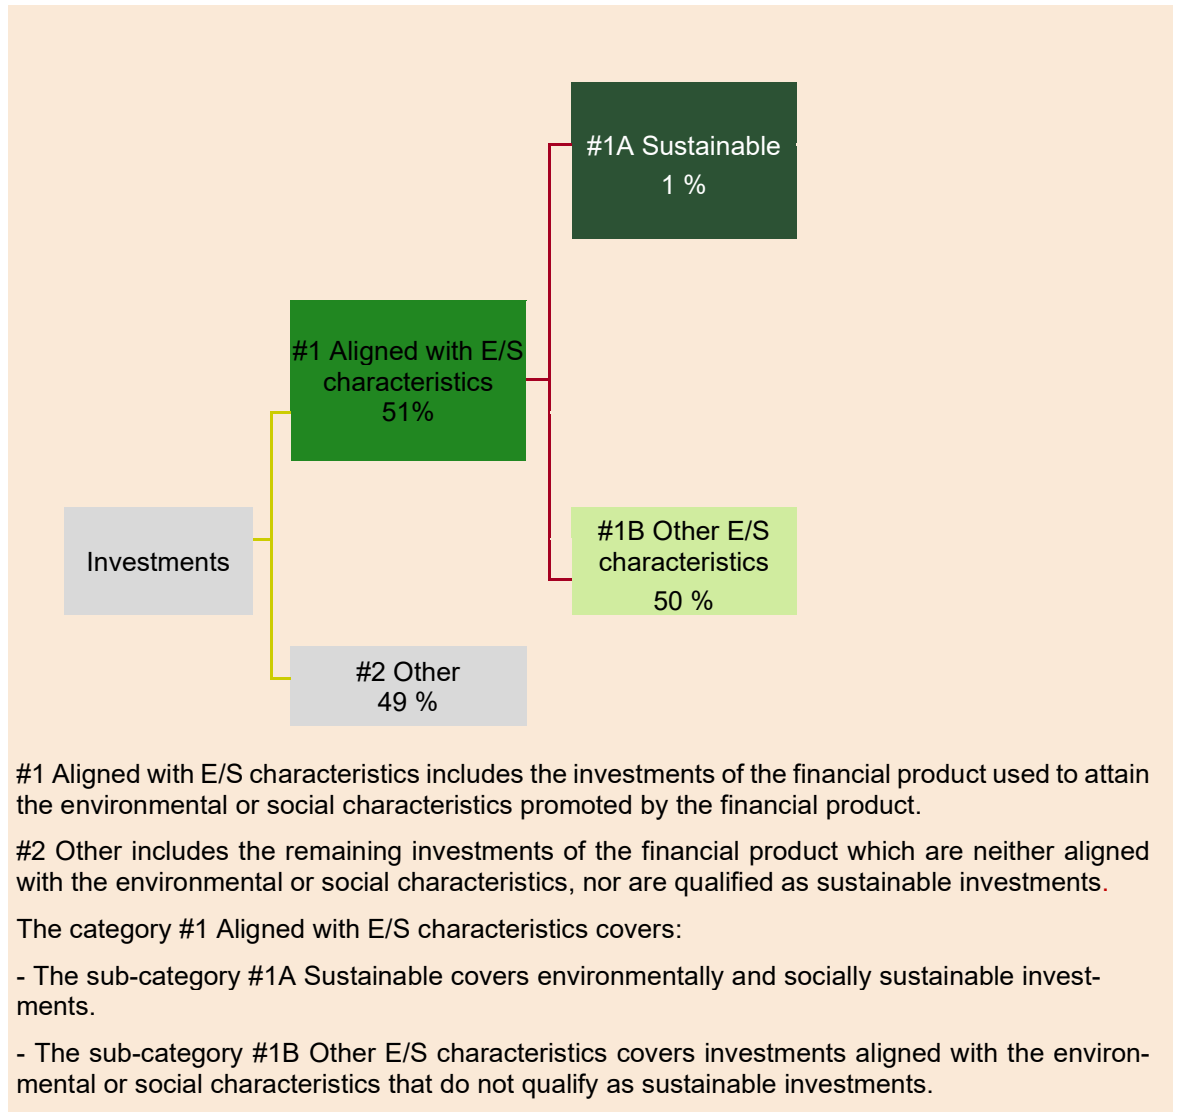 #1A Sustainable
1 %
#1 Aligned with E/S
characteristics
51%
#1B Other E/S
characteristics
50 %
Investments
#2 Other
49 %
#1 Aligned with E/S characteristics includes the investments of the financial product used to attain
the environmental or social characteristics promoted by the financial product.
#2 Other includes the remaining investments of the financial product which are neither aligned
with the environmental or social characteristics, nor are qualified as sustainable investments.
The category #1 Aligned with E/S characteristics covers:
- The sub-category #1A Sustainable covers environmentally and socially sustainable invest-
ments.
- The sub-category #1B Other E/S characteristics covers investments aligned with the environ-
mental or social characteristics that do not qualify as sustainable investments.